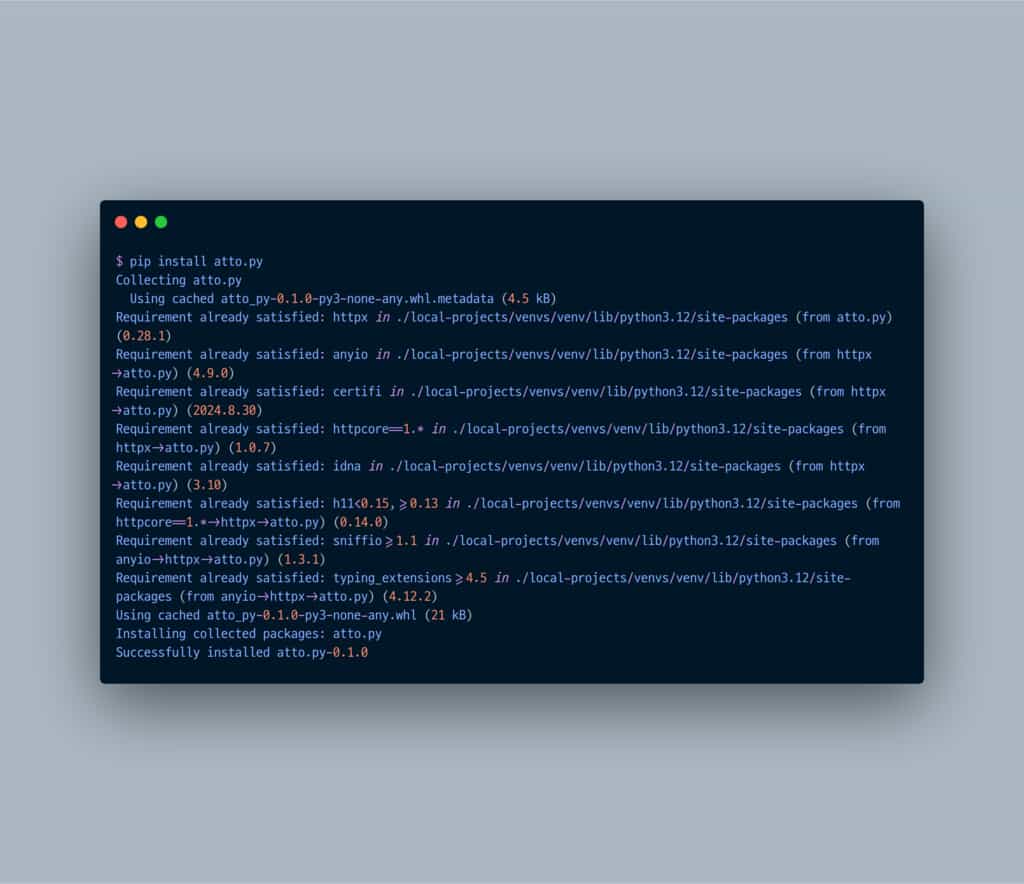 $ pip install atto.py
Collecting atto.py
  Using cached atto_py-0.1.0-py3-none-any.whl.metadata (4.5 kB)
Requirement already satisfied: httpx in ./local-projects/venvs/venv/lib/python3.12/site-packages (from atto.py)
(0.28.1)
Requirement already satisfied: anyio in ./local-projects/venvs/venv/lib/python3.12/site-packages (from httpx
->atto.py) (4.9.0)
Requirement already satisfied: certifi in ./local-projects/venvs/venv/lib/python3.12/site-packages (from httpx
->atto.py) (2024.8.30)
Requirement already satisfied: httpcore==1.* in ./local-projects/venvs/venv/lib/python3.12/site-packages (from
httpx->atto.py) (1.0.7)
Requirement already satisfied: idna in ./local-projects/venvs/venv/lib/python3.12/site-packages (from httpx
->atto.py) (3.10)
Requirement already satisfied: h11<0.15,>=0.13 in ./local-projects/venvs/venv/lib/python3.12/site-packages (from
httpcore==1.*->httpx->atto.py) (0.14.0)
Requirement already satisfied: sniffio>=1.1 in ./local-projects/venvs/venv/lib/python3.12/site-packages (from
anyio->httpx->atto.py) (1.3.1)
Requirement already satisfied: typing_extensions>=4.5 in ./local-projects/venvs/venv/lib/python3.12/site-
packages (from anyio->httpx->atto.py) (4.12.2)
Using cached atto_py-0.1.0-py3-none-any.whl (21 kB)
Installing collected packages: atto.py
Successfully installed atto.py-0.1.0